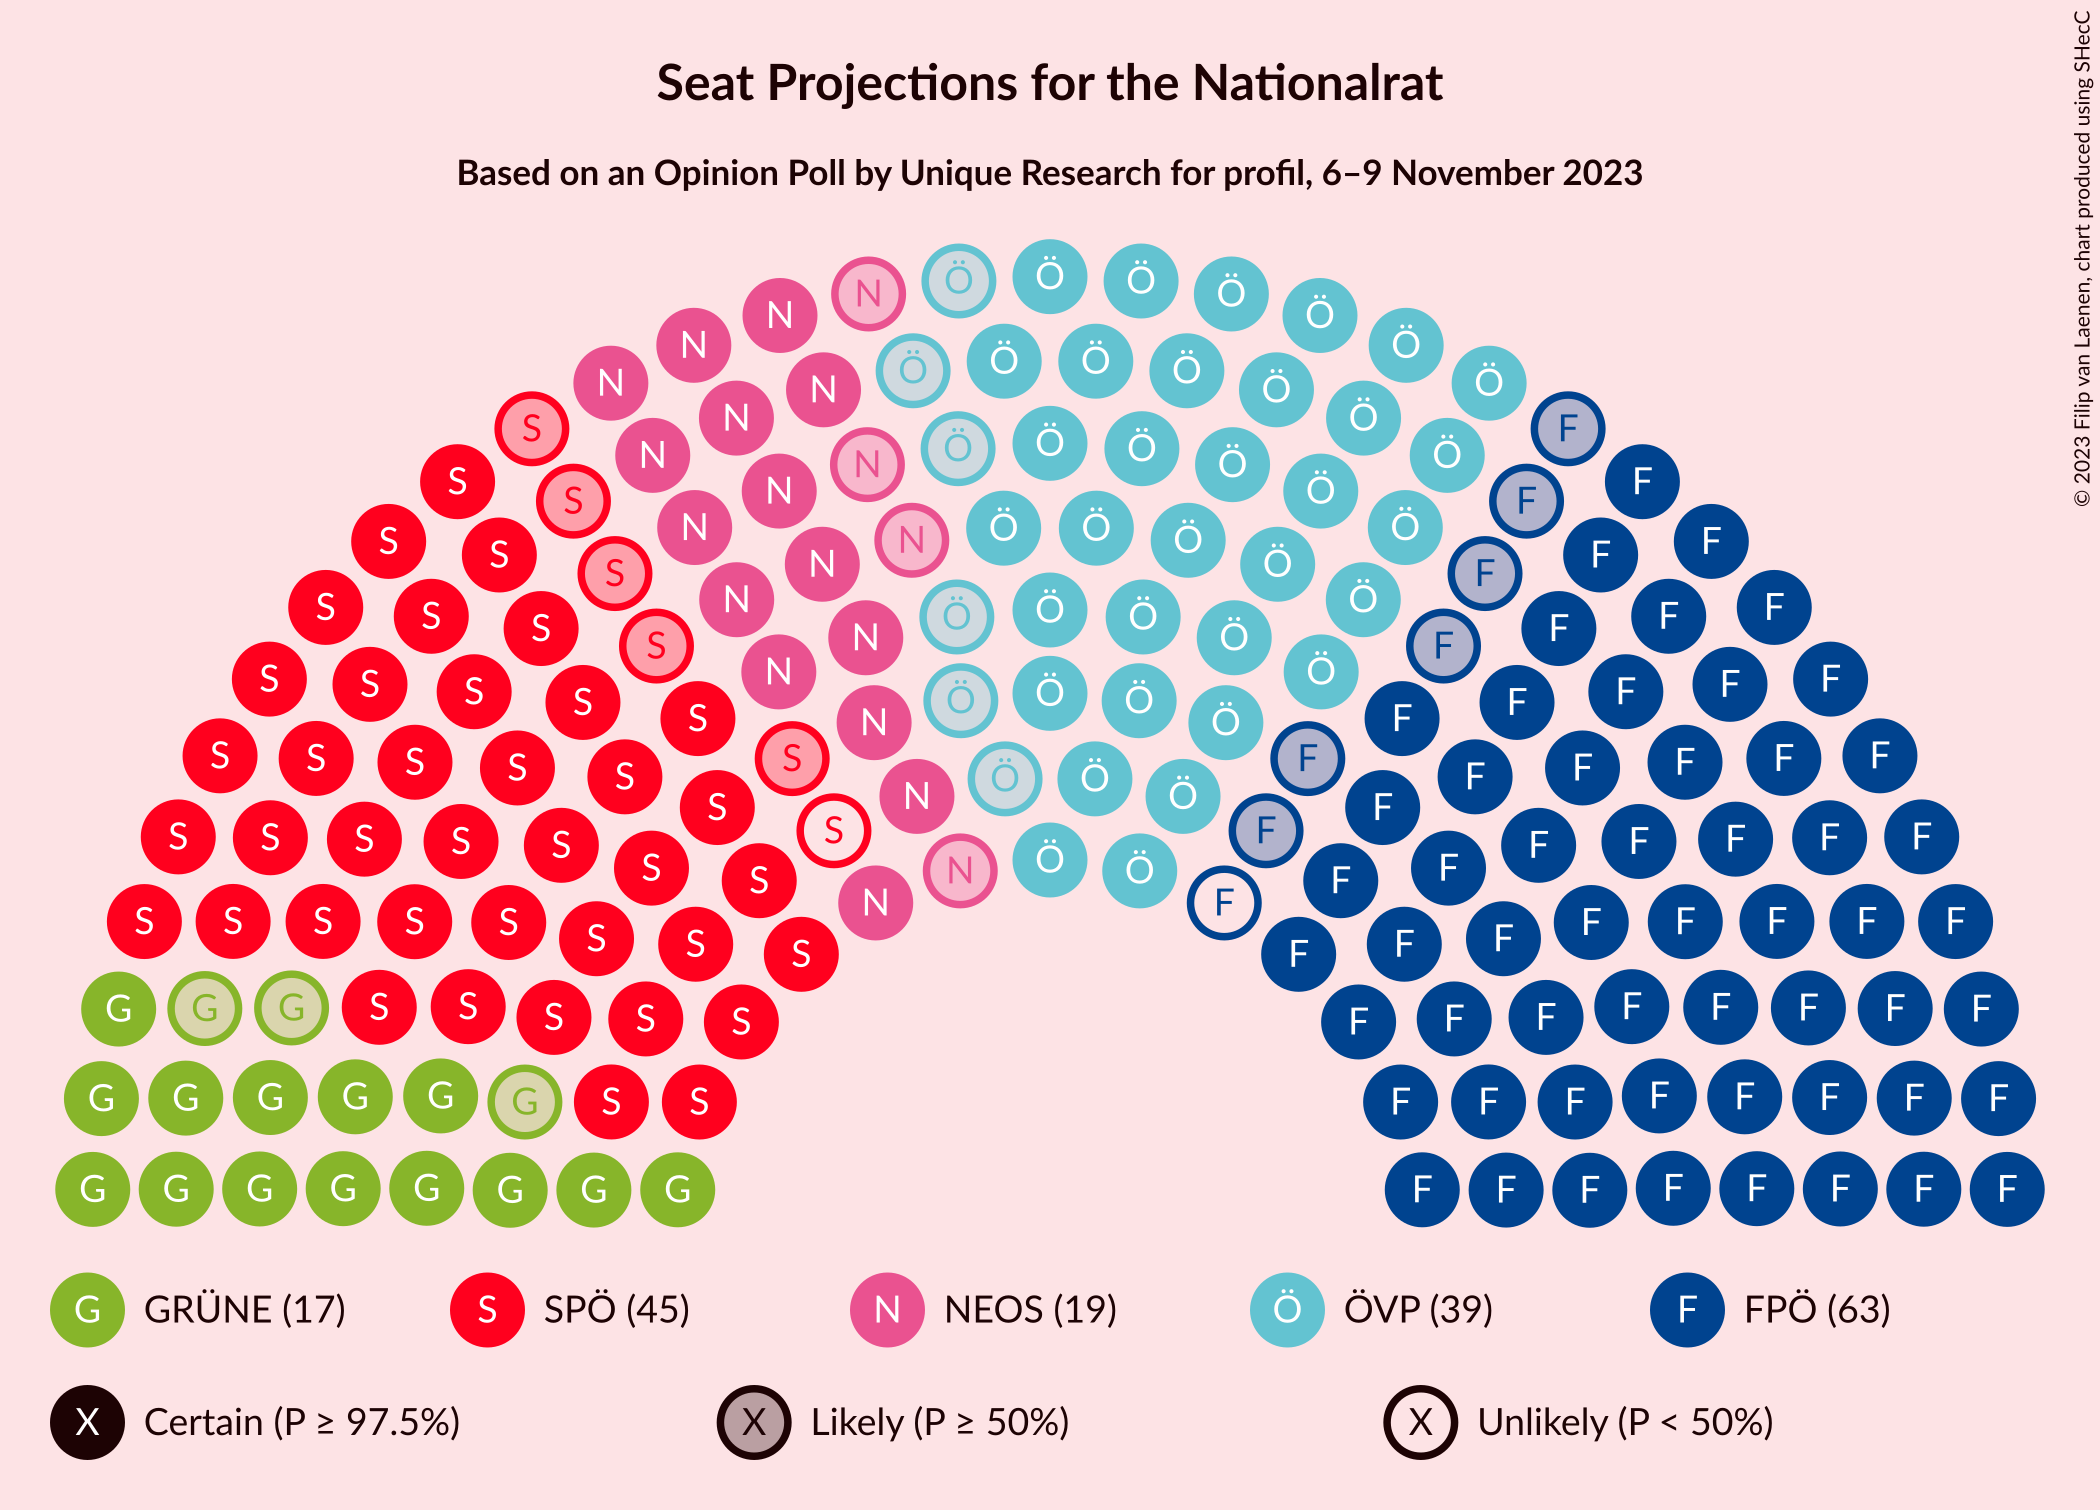 Seat Projections for the Nationalrat
Based on an Opinion Poll by Unique Research for profil, 6–9 November 2023
© 2023 Filip van Laenen, chart produced using SHecC
N Ö Ö Ö Ö
N Ö Ö
N Ö Ö Ö Ö
N N Ö Ö Ö
S N Ö Ö Ö Ö F
S N N Ö Ö Ö
S S N N N Ö Ö Ö F F
S S N N Ö Ö Ö Ö F F
S S S N N Ö Ö F F F
S S S S N Ö Ö Ö Ö F F F F
S S S S S N Ö Ö Ö Ö F F F F F
S S S S S S N Ö Ö Ö F F F F F F
S S S S S S S S N Ö Ö F F F F F F F F
S S S S S S S S N N Ö Ö F F F F F F F F
G G G S S S S S F F F F F F F F
G G G G G G S S F F F F F F F F
G G G G G G G G F F F F F F F F
G GRÜNE (17) S SPÖ (45) N NEOS (19) Ö ÖVP (39) F FPÖ (63)
X Certain (P ≥ 97.5%) X Likely (P ≥ 50%) X Unlikely (P < 50%)